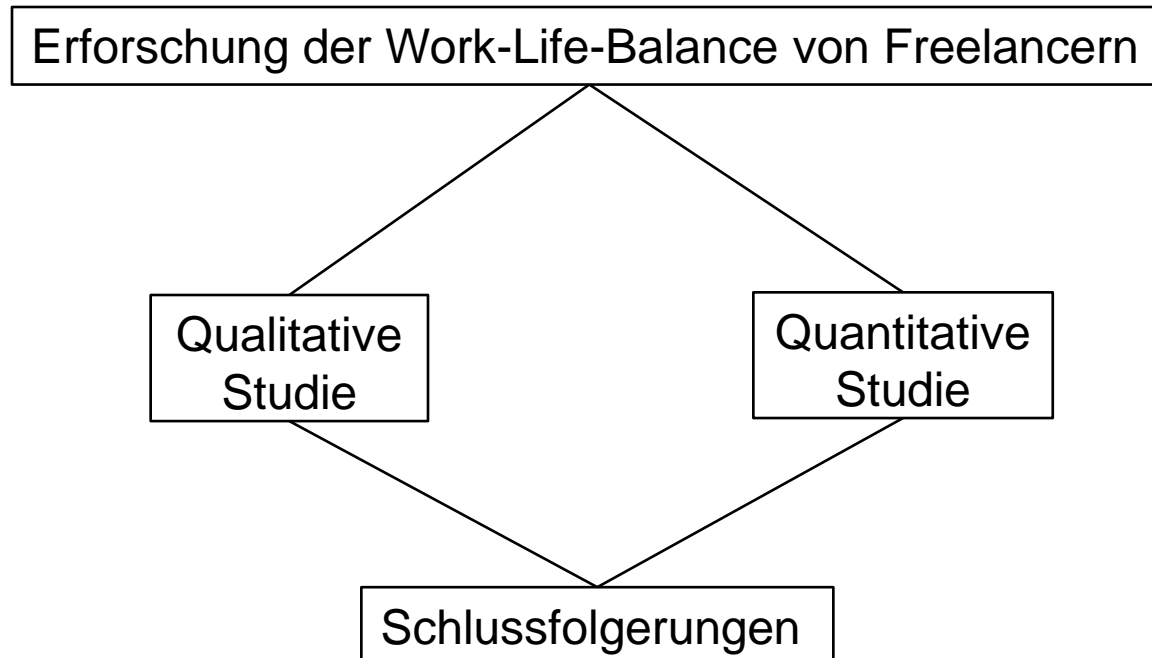 Erforschung der Work-Life-Balance von Freelancern
Qualitative
Studie
Quantitative
Studie
Schlussfolgerungen